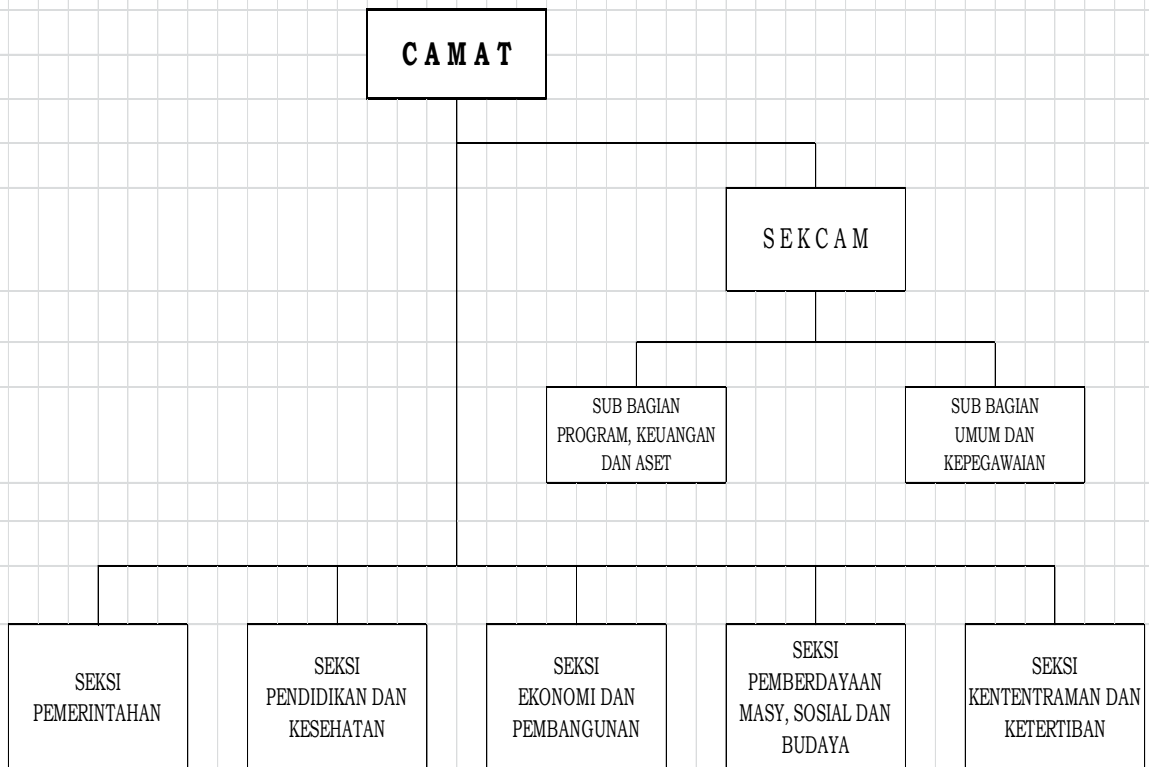 C A M A T
S E K C A M
SUB BAGIAN
PROGRAM, KEUANGAN
DAN ASET
SUB BAGIAN
UMUM DAN
KEPEGAWAIAN
SEKSI
PEMERINTAHAN
SEKSI
PENDIDIKAN DAN
KESEHATAN
SEKSI
EKONOMI DAN
PEMBANGUNAN
SEKSI
PEMBERDAYAAN
MASY, SOSIAL DAN
BUDAYA
SEKSI
KENTENTRAMAN DAN
KETERTIBAN